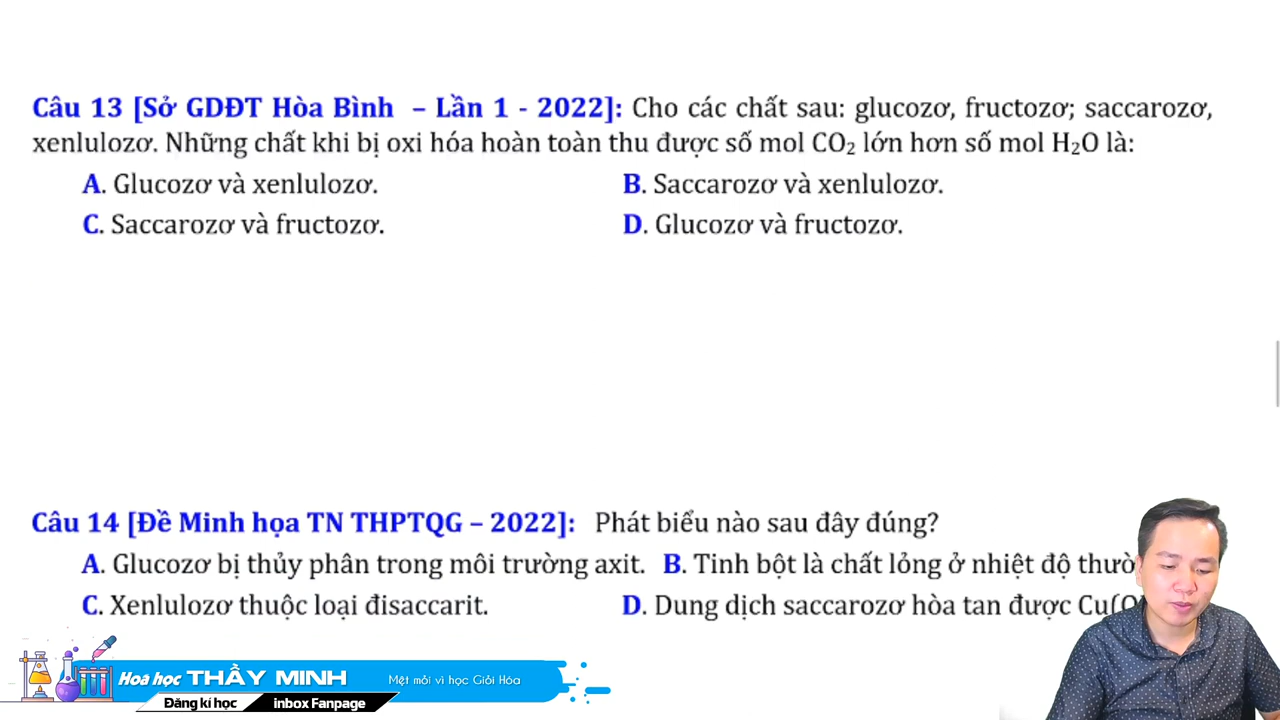 Câu 13 [Sở GDĐT Hòa Bình – Lần 1 - 2022]: Cho các chất sau: glucozơ, fructozơ; saccarozơ,
xenlulozơ. Những chất khi bị oxi hóa hoàn toàn thu được số mol CO₂ lớn hơn số mol H₂O là:
A. Glucozơ và xenlulozơ. B. Saccarozơ và xenlulozơ.
C. Saccarozơ và fructozơ. D. Glucozơ và fructozơ.
Câu 14 [Đề Minh họa TN THPTQG – 2022]: Phát biểu nào sau đây đúng?
A. Glucozơ bị thủy phân trong môi trường axit. B. Tinh bột là chất lỏng ở nhiệt độ
C. Xenlulozơ thuộc loại đisaccarit. D. Dung dịch saccarozơ hòa tan được
Hoá học THẦY MINH Mệt mỏi vì học Giỏi Hóa
Đăng kí học inbox Fanpage